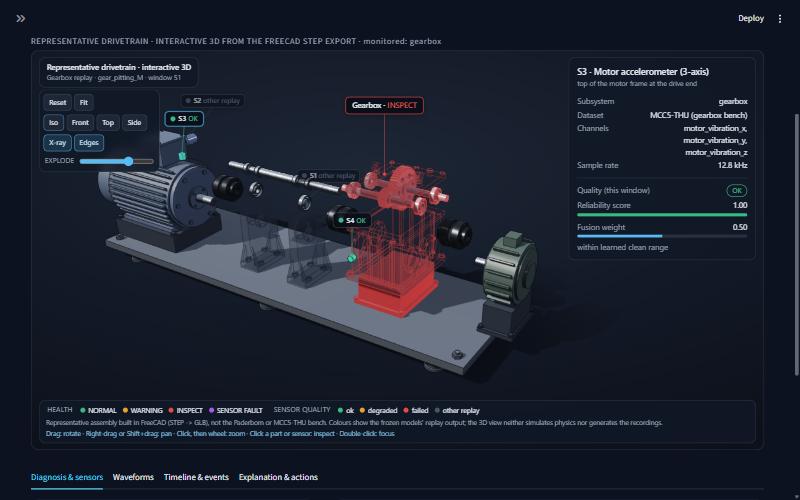 Deploy
REPRESENTATIVE DRIVETRAIN · INTERACTIVE 3D FROM THE FREECAD STEP EXPORT · monitored: gearbox
Representative drivetrain · interactive 3D
Gearbox replay · gear_pitting_M · window 51
Reset Fit
Iso Front Top Side
X-ray Edges
EXPLODE
S2 other replay
S3 OK
Gearbox · INSPECT
S1 other replay
S4 OK
S3 · Motor accelerometer (3-axis)
top of the motor frame at the drive end
Subsystem gearbox
Dataset MCC5-THU (gearbox bench)
Channels motor_vibration_x,
motor_vibration_y,
motor_vibration_z
Sample rate 12.8 kHz
Quality (this window) OK
Reliability score 1.00
Fusion weight 0.50
within learned clean range
HEALTH NORMAL WARNING INSPECT SENSOR FAULT SENSOR QUALITY ok degraded failed other replay
Representative assembly built in FreeCAD (STEP -> GLB), not the Paderborn or MCC5-THU bench. Colours show the frozen models' replay output; the 3D view neither simulates physics nor generates the recordings.
Drag: rotate · Right-drag or Shift+drag: pan · Click, then wheel: zoom · Click a part or sensor: inspect · Double-click: focus
Diagnosis & sensors Waveforms Timeline & events Explanation & actions